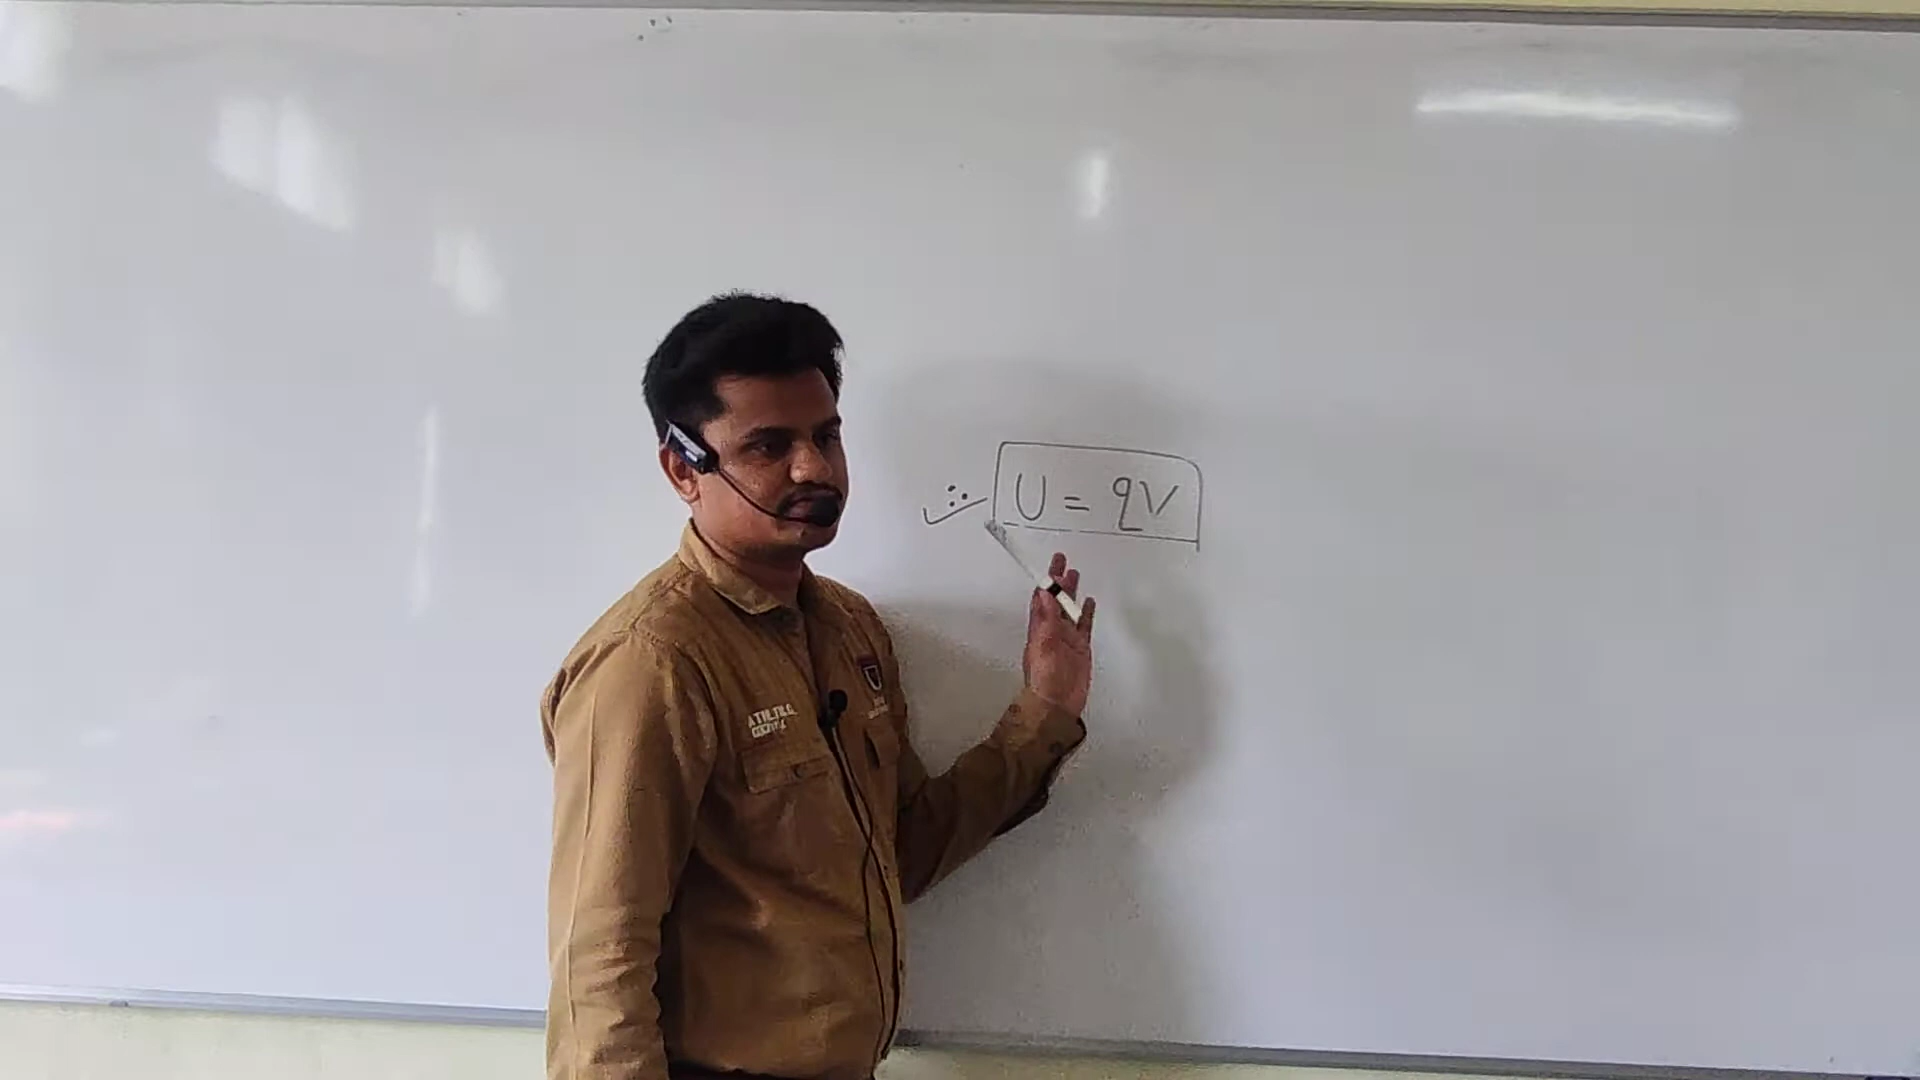 ∴ U = qV